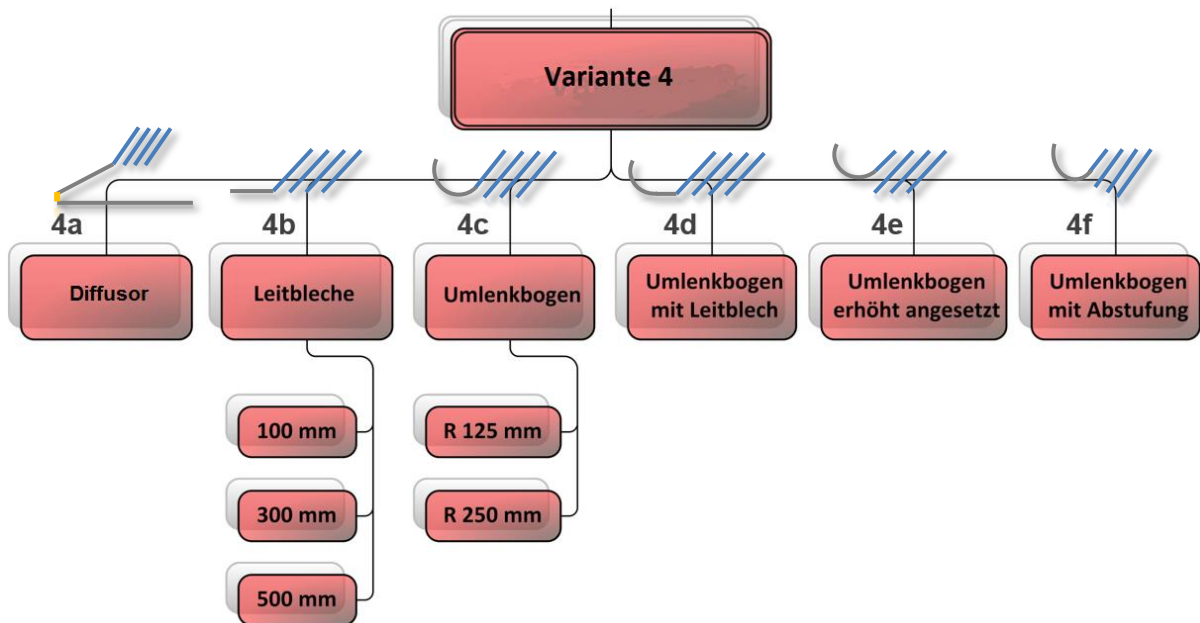 Variante 4
4a
4b
4c
4d
4e
4f
Diffusor
Leitbleche
Umlenkbogen
Umlenkbogen
mit Leitblech
Umlenkbogen
erhöht angesetzt
Umlenkbogen
mit Abstufung
100 mm
R 125 mm
300 mm
R 250 mm
500 mm